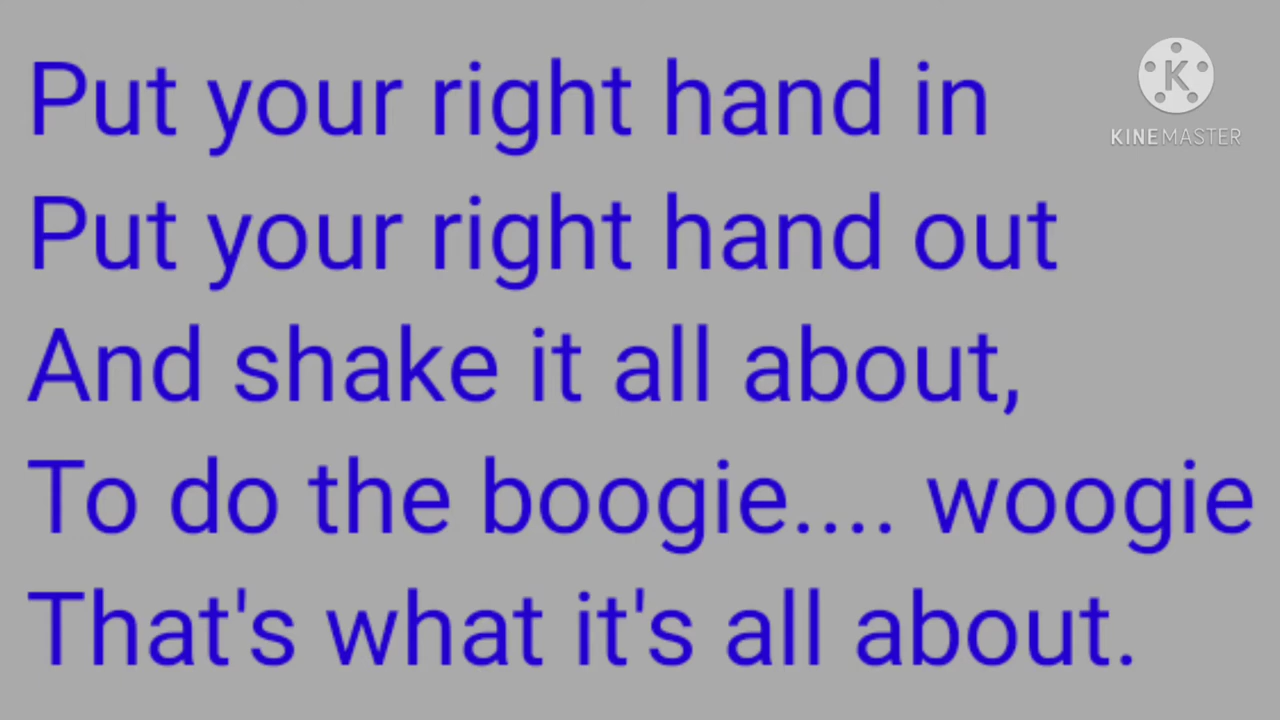 Put your right hand in
K
KINEMASTER
Put your right hand out
And shake it all about,
To do the boogie.... woogie
That's what it's all about.